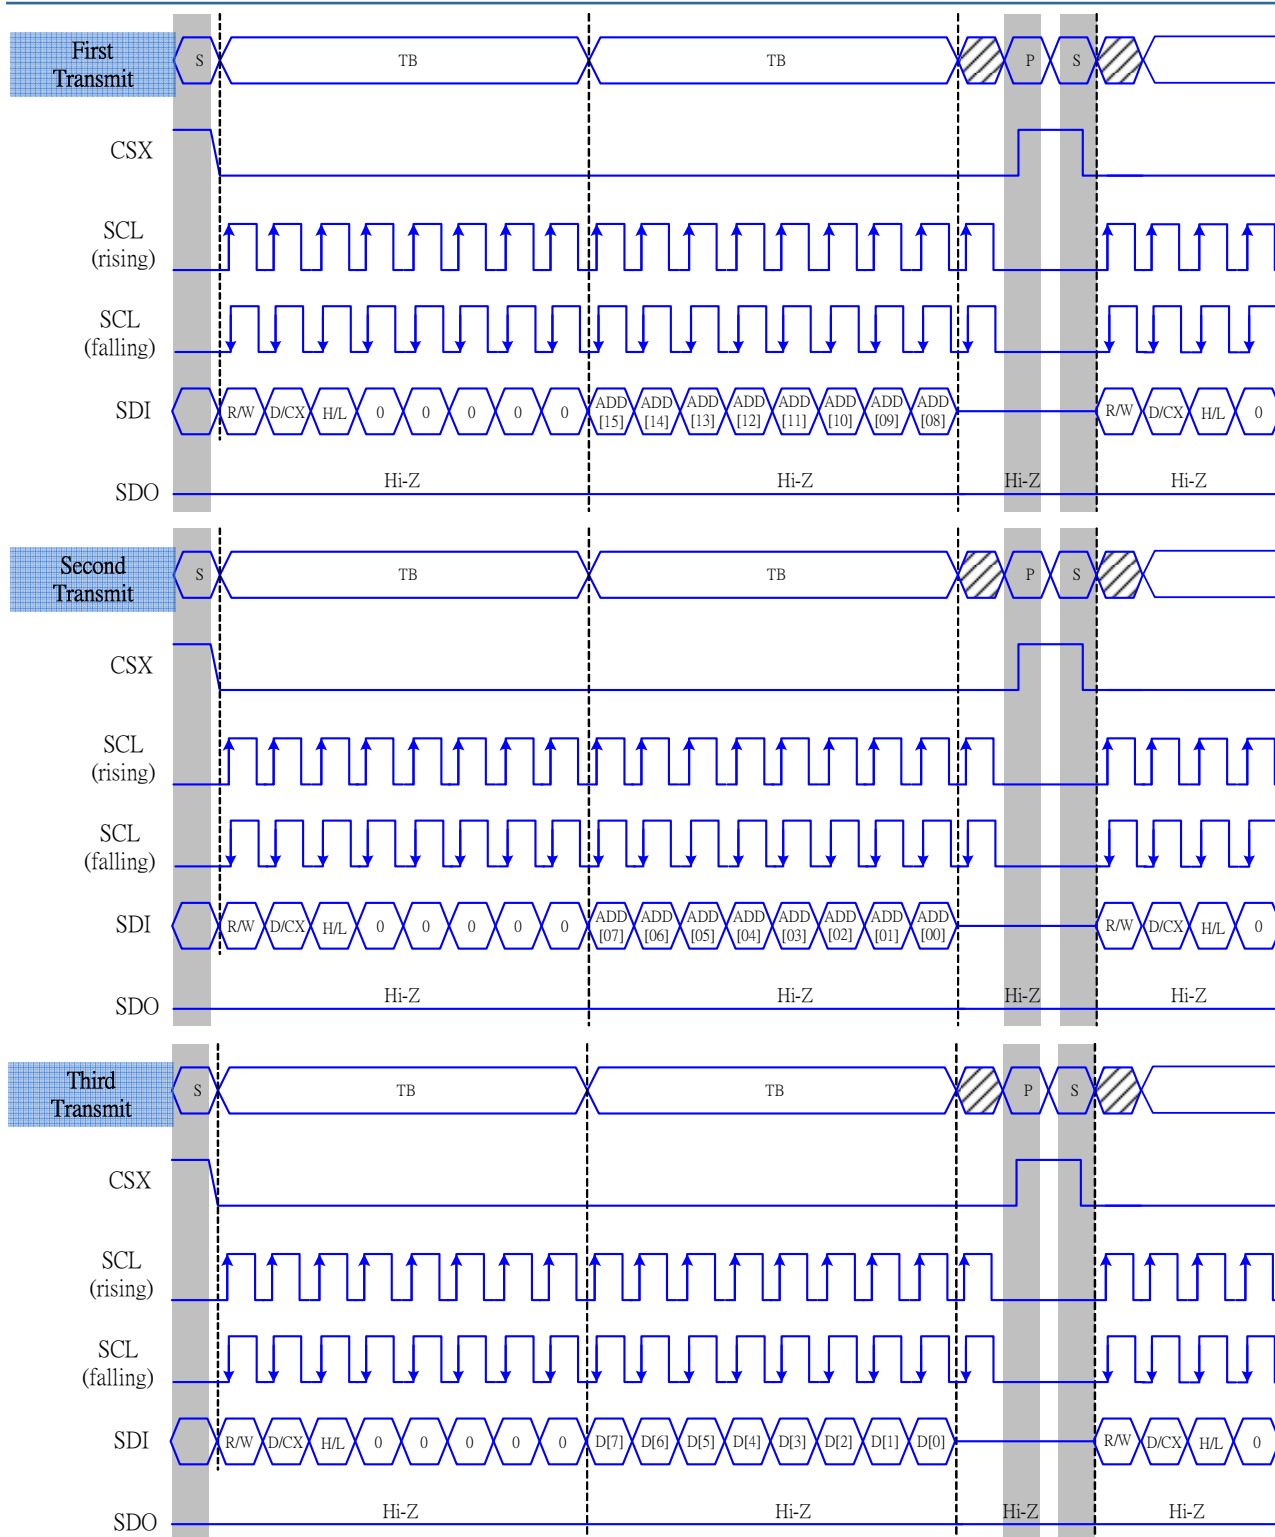 First
Transmit
S TB TB P S
CSX
SCL
(rising)
SCL
(falling)
SDI R/W D/CX H/L 0 0 0 0 0 ADD [15] ADD [14] ADD [13] ADD [12] ADD [11] ADD [10] ADD [09] ADD [08] R/W D/CX H/L 0
SDO Hi-Z Hi-Z Hi-Z Hi-Z
Second
Transmit
S TB TB P S
CSX
SCL
(rising)
SCL
(falling)
SDI R/W D/CX H/L 0 0 0 0 0 ADD [07] ADD [06] ADD [05] ADD [04] ADD [03] ADD [02] ADD [01] ADD [00] R/W D/CX H/L 0
SDO Hi-Z Hi-Z Hi-Z Hi-Z
Third
Transmit
S TB TB P S
CSX
SCL
(rising)
SCL
(falling)
SDI R/W D/CX H/L 0 0 0 0 0 D[7] D[6] D[5] D[4] D[3] D[2] D[1] D[0] R/W D/CX H/L 0
SDO Hi-Z Hi-Z Hi-Z Hi-Z